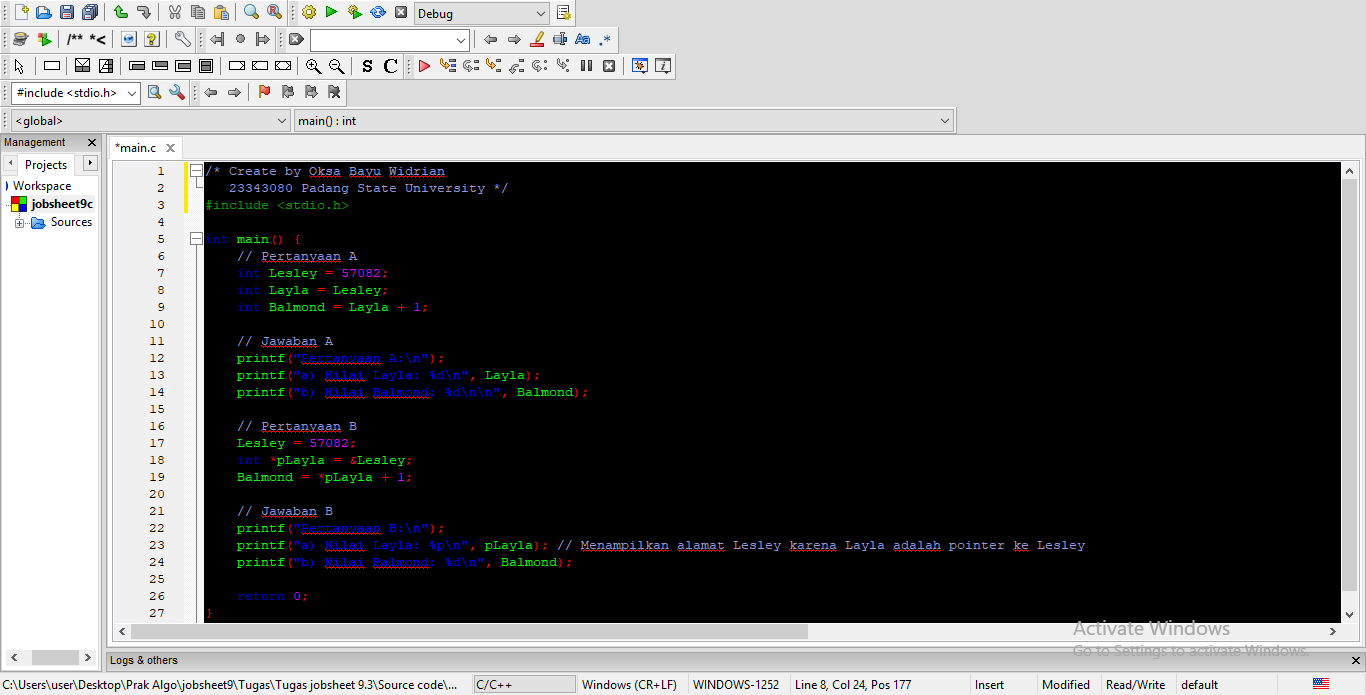 Debug
/** *<
Aa .*
S C
#include <stdio.h>
<global>
main() : int
Management
*main.c
Projects
Workspace
jobsheet9c
Sources
1 /* Create by Oksa Bayu Widrian
2 23343080 Padang State University */
3 #include <stdio.h>
4
5 int main() {
6 // Pertanyaan A
7 int Lesley = 57082;
8 int Layla = Lesley;
9 int Balmond = Layla + 1;
10
11 // Jawaban A
12 printf("Pertanyaan A:\n");
13 printf("a) Nilai Layla: %d\n", Layla);
14 printf("b) Nilai Balmond: %d\n\n", Balmond);
15
16 // Pertanyaan B
17 Lesley = 57082;
18 int *pLayla = &Lesley;
19 Balmond = *pLayla + 1;
20
21 // Jawaban B
22 printf("Pertanyaan B:\n");
23 printf("a) Nilai Layla: %p\n", pLayla); // Menampilkan alamat Lesley karena Layla adalah pointer ke Lesley
24 printf("b) Nilai Balmond: %d\n", Balmond);
25
26 return 0;
27 }
Activate Windows
Go to Settings to activate Windows.
Logs & others
C:\Users\user\Desktop\Prak Algo\jobsheet9\Tugas\Tugas jobsheet 9.3\Source code\... C/C++ Windows (CR+LF) WINDOWS-1252 Line 8, Col 24, Pos 177 Insert Modified Read/Write default